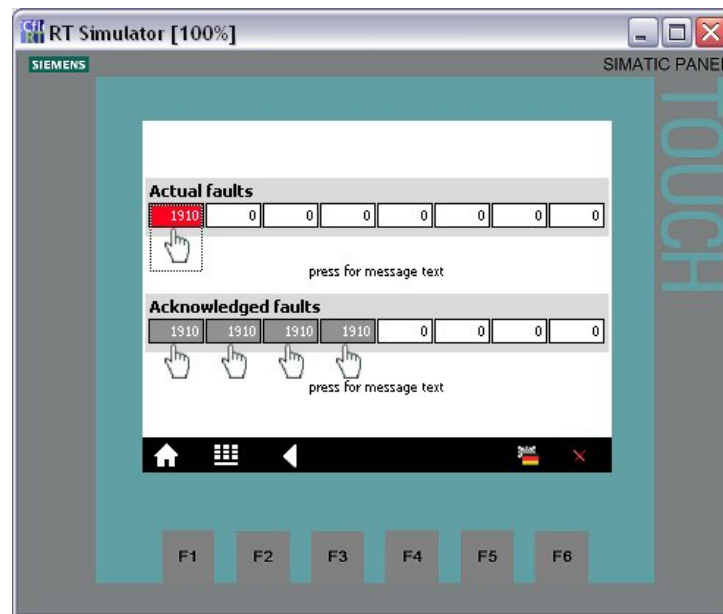 RT Simulator [100%]
SIEMENS
SIMATIC PANEL
TOUCH
Actual faults
1910 0 0 0 0 0 0 0
press for message text
Acknowledged faults
1910 1910 1910 1910 0 0 0 0
press for message text
F1 F2 F3 F4 F5 F6